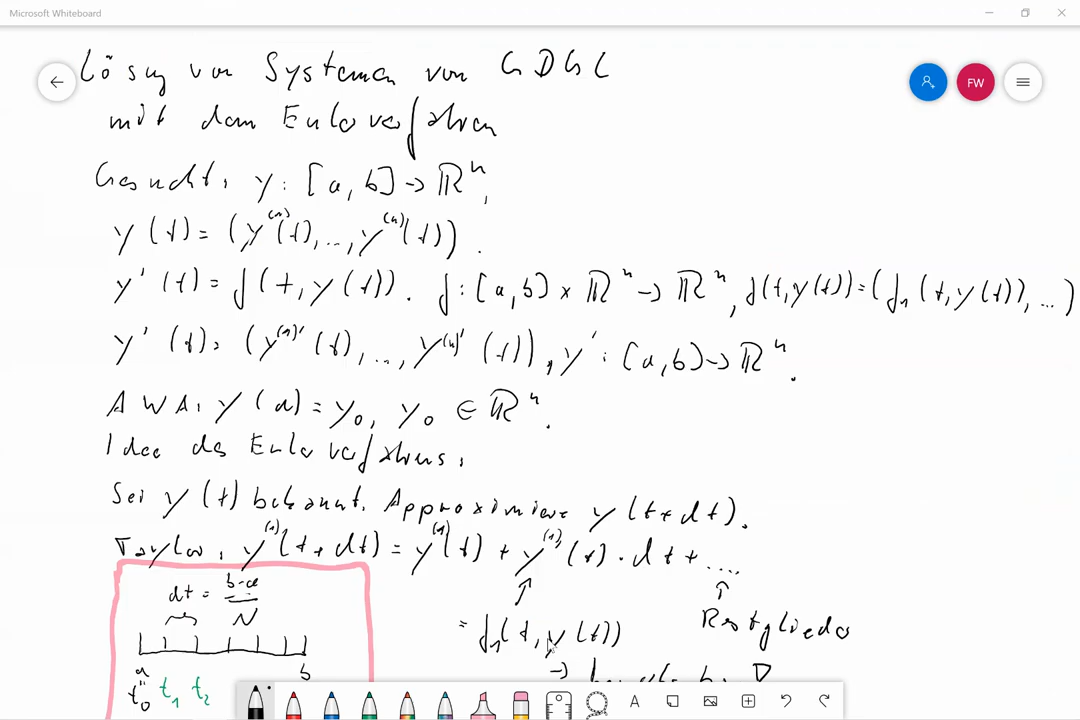 Microsoft Whiteboard
FW
Lösung von Systemen von GDGL
mit dem Eulerverfahren
Gesucht: y: [a, b] → ℝⁿ,
y(t) = (y⁽¹⁾(t), ..., y⁽ⁿ⁾(t)).
y'(t) = f(t, y(t)). f: [a, b] × ℝⁿ → ℝⁿ, f(t, y(t)) = (f₁(t, y(t)), ...)
y'(t) = (y⁽¹⁾'(t), ..., y⁽ⁿ⁾'(t)), y': [a, b] → ℝⁿ.
AWA: y(a) = y₀, y₀ ∈ ℝⁿ.
Idee des Eulerverfahrens:
Sei y(t) bekannt. Approximiere y(t+dt).
Taylor: y⁽¹⁾(t+dt) = y⁽¹⁾(t) + y⁽¹⁾'(t) · dt + ....
↑ ↑
= f₁(t, y(t)) Restglieder
→
dt = b-a / N
a b
t₀ t₁ t₂
A